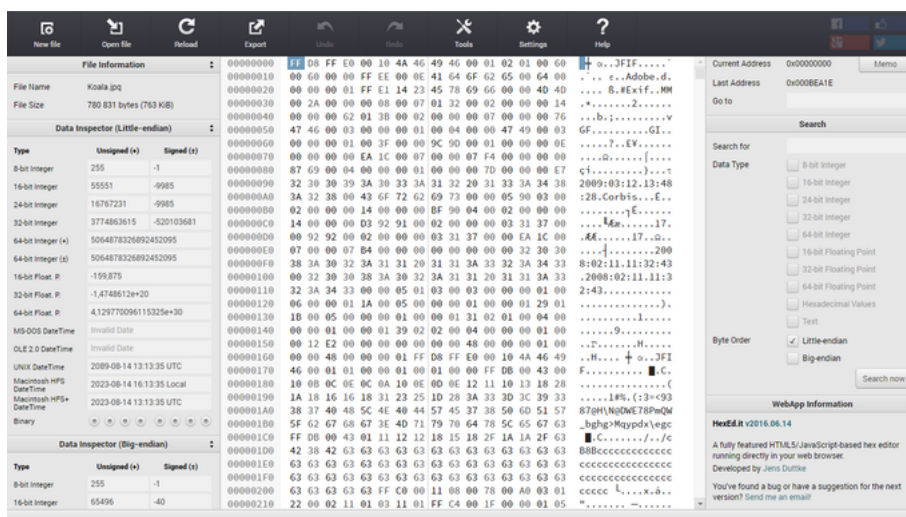 New file Open file Reload Export Undo Redo Tools Settings Help
File Information
File Name Koala.jpg
File Size 780 831 bytes (763 KiB)
Data Inspector (Little-endian)
Type Unsigned (+) Signed (±)
8-bit Integer 255 -1
16-bit Integer 55551 -9985
24-bit Integer 16767231 -9985
32-bit Integer 3774863615 -520103681
64-bit Integer (+) 5064878326892452095
64-bit Integer (±) 5064878326892452095
16-bit Float. P. -159,875
32-bit Float. P. -1,4748612e+20
64-bit Float. P. 4,129770096115325e+30
MS-DOS DateTime Invalid Date
OLE 2.0 DateTime Invalid Date
UNIX DateTime 2089-08-14 13:13:35 UTC
Macintosh HFS DateTime 2023-08-14 16:13:35 Local
Macintosh HFS+ DateTime 2023-08-14 13:13:35 UTC
Binary
Data Inspector (Big-endian)
Type Unsigned (+) Signed (±)
8-bit Integer 255 -1
16-bit Integer 65496 -40
00000000 FF D8 FF E0 00 10 4A 46 49 46 00 01 02 01 00 60
00000010 00 60 00 00 FF EE 00 0E 41 64 6F 62 65 00 64 00
00000020 00 00 00 01 FF E1 14 23 45 78 69 66 00 00 4D 4D
00000030 00 2A 00 00 00 08 00 07 01 32 00 02 00 00 00 14
00000040 00 00 00 62 01 3B 00 02 00 00 00 07 00 00 00 76
00000050 47 46 00 03 00 00 00 01 00 04 00 00 47 49 00 03
00000060 00 00 00 01 00 3F 00 00 9C 9D 00 01 00 00 00 0E
00000070 00 00 00 00 EA 1C 00 07 00 00 07 F4 00 00 00 00
00000080 87 69 00 04 00 00 00 01 00 00 00 7D 00 00 00 E7
00000090 32 30 30 39 3A 30 33 3A 31 32 20 31 33 3A 34 38 2009:03:12.13:48
000000A0 3A 32 38 00 43 6F 72 62 69 73 00 00 05 90 03 00
000000B0 02 00 00 00 14 00 00 00 BF 90 04 00 02 00 00 00
000000C0 14 00 00 00 D3 92 91 00 02 00 00 00 03 31 37 00
000000D0 00 92 92 00 02 00 00 00 03 31 37 00 00 EA 1C 00
000000E0 07 00 00 07 B4 00 00 00 00 00 00 00 00 32 30 30
000000F0 38 3A 30 32 3A 31 31 20 31 31 3A 33 32 3A 34 33 8:02:11.11:32:43
00000100 00 32 30 30 38 3A 30 32 3A 31 31 20 31 31 3A 33 .2008:02:11.11:3
00000110 32 3A 34 33 00 00 05 01 03 00 03 00 00 00 01 00
00000120 06 00 00 01 1A 00 05 00 00 00 01 00 00 01 29 01
00000130 1B 00 05 00 00 00 01 00 00 01 31 02 01 00 04 00
00000140 00 00 01 00 00 01 39 02 02 00 04 00 00 00 01 00
00000150 00 12 E2 00 00 00 00 00 00 00 48 00 00 00 01 00
00000160 00 00 48 00 00 00 01 FF D8 FF E0 00 10 4A 46 49
00000170 46 00 01 01 00 01 00 01 00 00 FF DB 00 43 00
00000180 10 0B 0C 0E 0C 0A 10 0E 0D 0E 12 11 10 13 18 28
00000190 1A 18 16 16 18 31 23 25 1D 28 3A 33 3D 3C 39 33
000001A0 38 37 40 48 5C 4E 40 44 57 45 37 38 50 6D 51 57 87@H\N@DWE78PmQW
000001B0 5F 62 67 68 67 3E 4D 71 79 70 64 78 5C 65 67 63 _bghg>Mqypdx\egc
000001C0 FF DB 00 43 01 11 12 12 18 15 18 2F 1A 1A 2F 63
000001D0 42 38 42 63 63 63 63 63 63 63 63 63 63 63 63 63 B8Bccccccccccccc
000001E0 63 63 63 63 63 63 63 63 63 63 63 63 63 63 63 63 cccccccccccccccc
000001F0 63 63 63 63 63 63 63 63 63 63 63 63 63 63 63 63 cccccccccccccccc
00000200 63 63 63 63 63 FF C0 00 11 08 00 78 00 A0 03 01
00000210 22 00 02 11 01 03 11 01 FF C4 00 1F 00 00 01 05
Current Address 0x00000000 Memo
Last Address 0x000BEA1E
Go to
Search
Search for
Data Type 8-bit Integer
16-bit Integer
24-bit Integer
32-bit Integer
64-bit Integer
16-bit Floating Point
32-bit Floating Point
64-bit Floating Point
Hexadecimal Values
Text
Byte Order Little-endian
Big-endian
Search now
WebApp Information
HexEd.it v2016.06.14
A fully featured HTML5/JavaScript-based hex editor
running directly in your web browser.
Developed by Jens Duttke
You've found a bug or have a suggestion for the next
version? Send me an email!